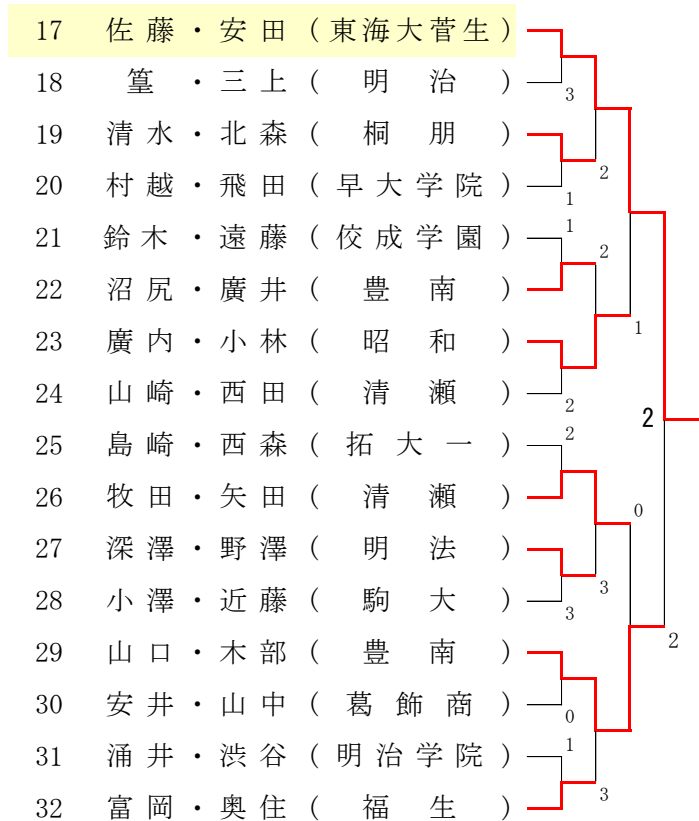 17 佐藤・安田（東海大菅生）
18 篁・三上（明治）
3
19 清水・北森（桐朋）
2
20 村越・飛田（早大学院）
1
1
21 鈴木・遠藤（佼成学園）
2
22 沼尻・廣井（豊南）
23 廣内・小林（昭和）
1
24 山崎・西田（清瀬）
2
2
2
25 島崎・西森（拓大一）
26 牧田・矢田（清瀬）
0
27 深澤・野澤（明法）
3
28 小澤・近藤（駒大）
3
2
29 山口・木部（豊南）
30 安井・山中（葛飾商）
0
1
31 涌井・渋谷（明治学院）
3
32 富岡・奥住（福生）